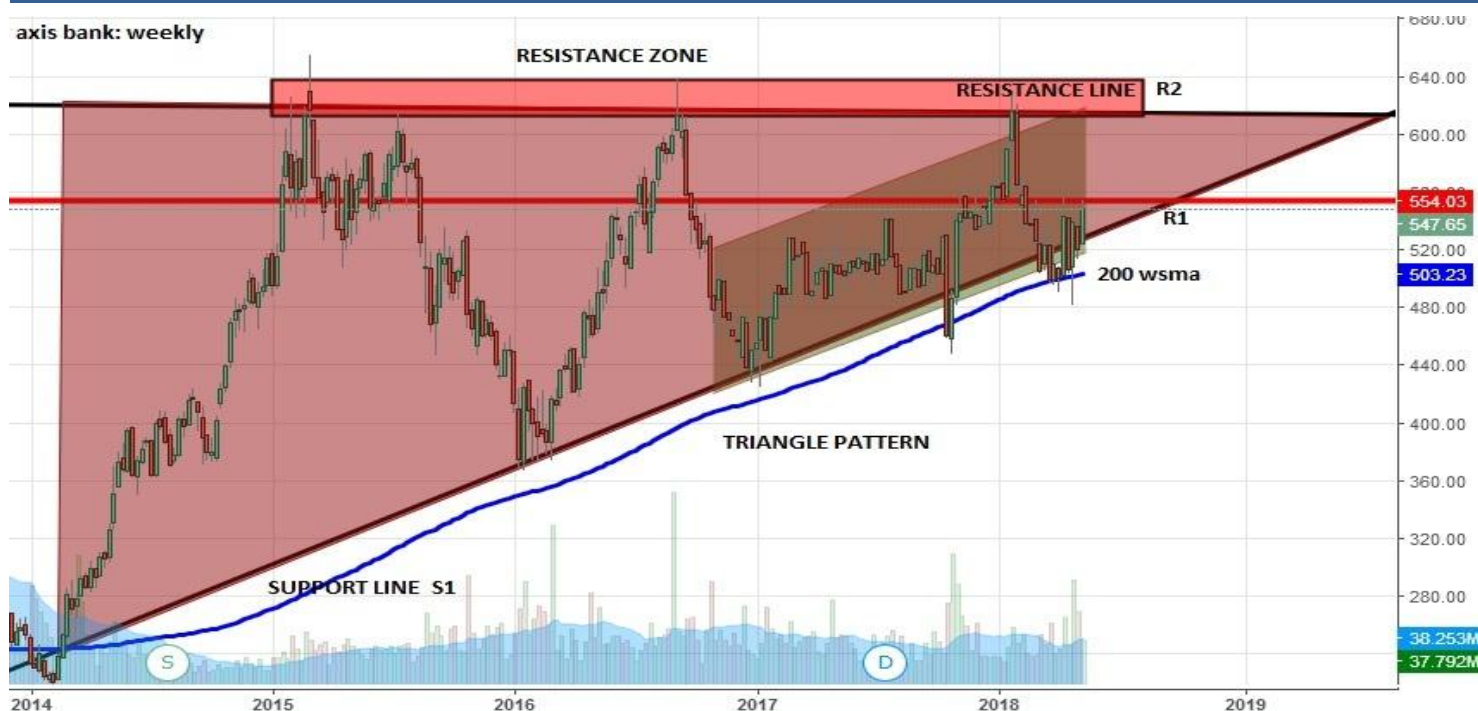 680.00
axis bank: weekly
RESISTANCE ZONE
640.00
RESISTANCE LINE R2
600.00
554.03
R1
547.65
520.00
200 wsma
503.23
480.00
440.00
TRIANGLE PATTERN
400.00
360.00
320.00
SUPPORT LINE S1
280.00
38.253M
S
D
37.792M
2014 2015 2016 2017 2018 2019